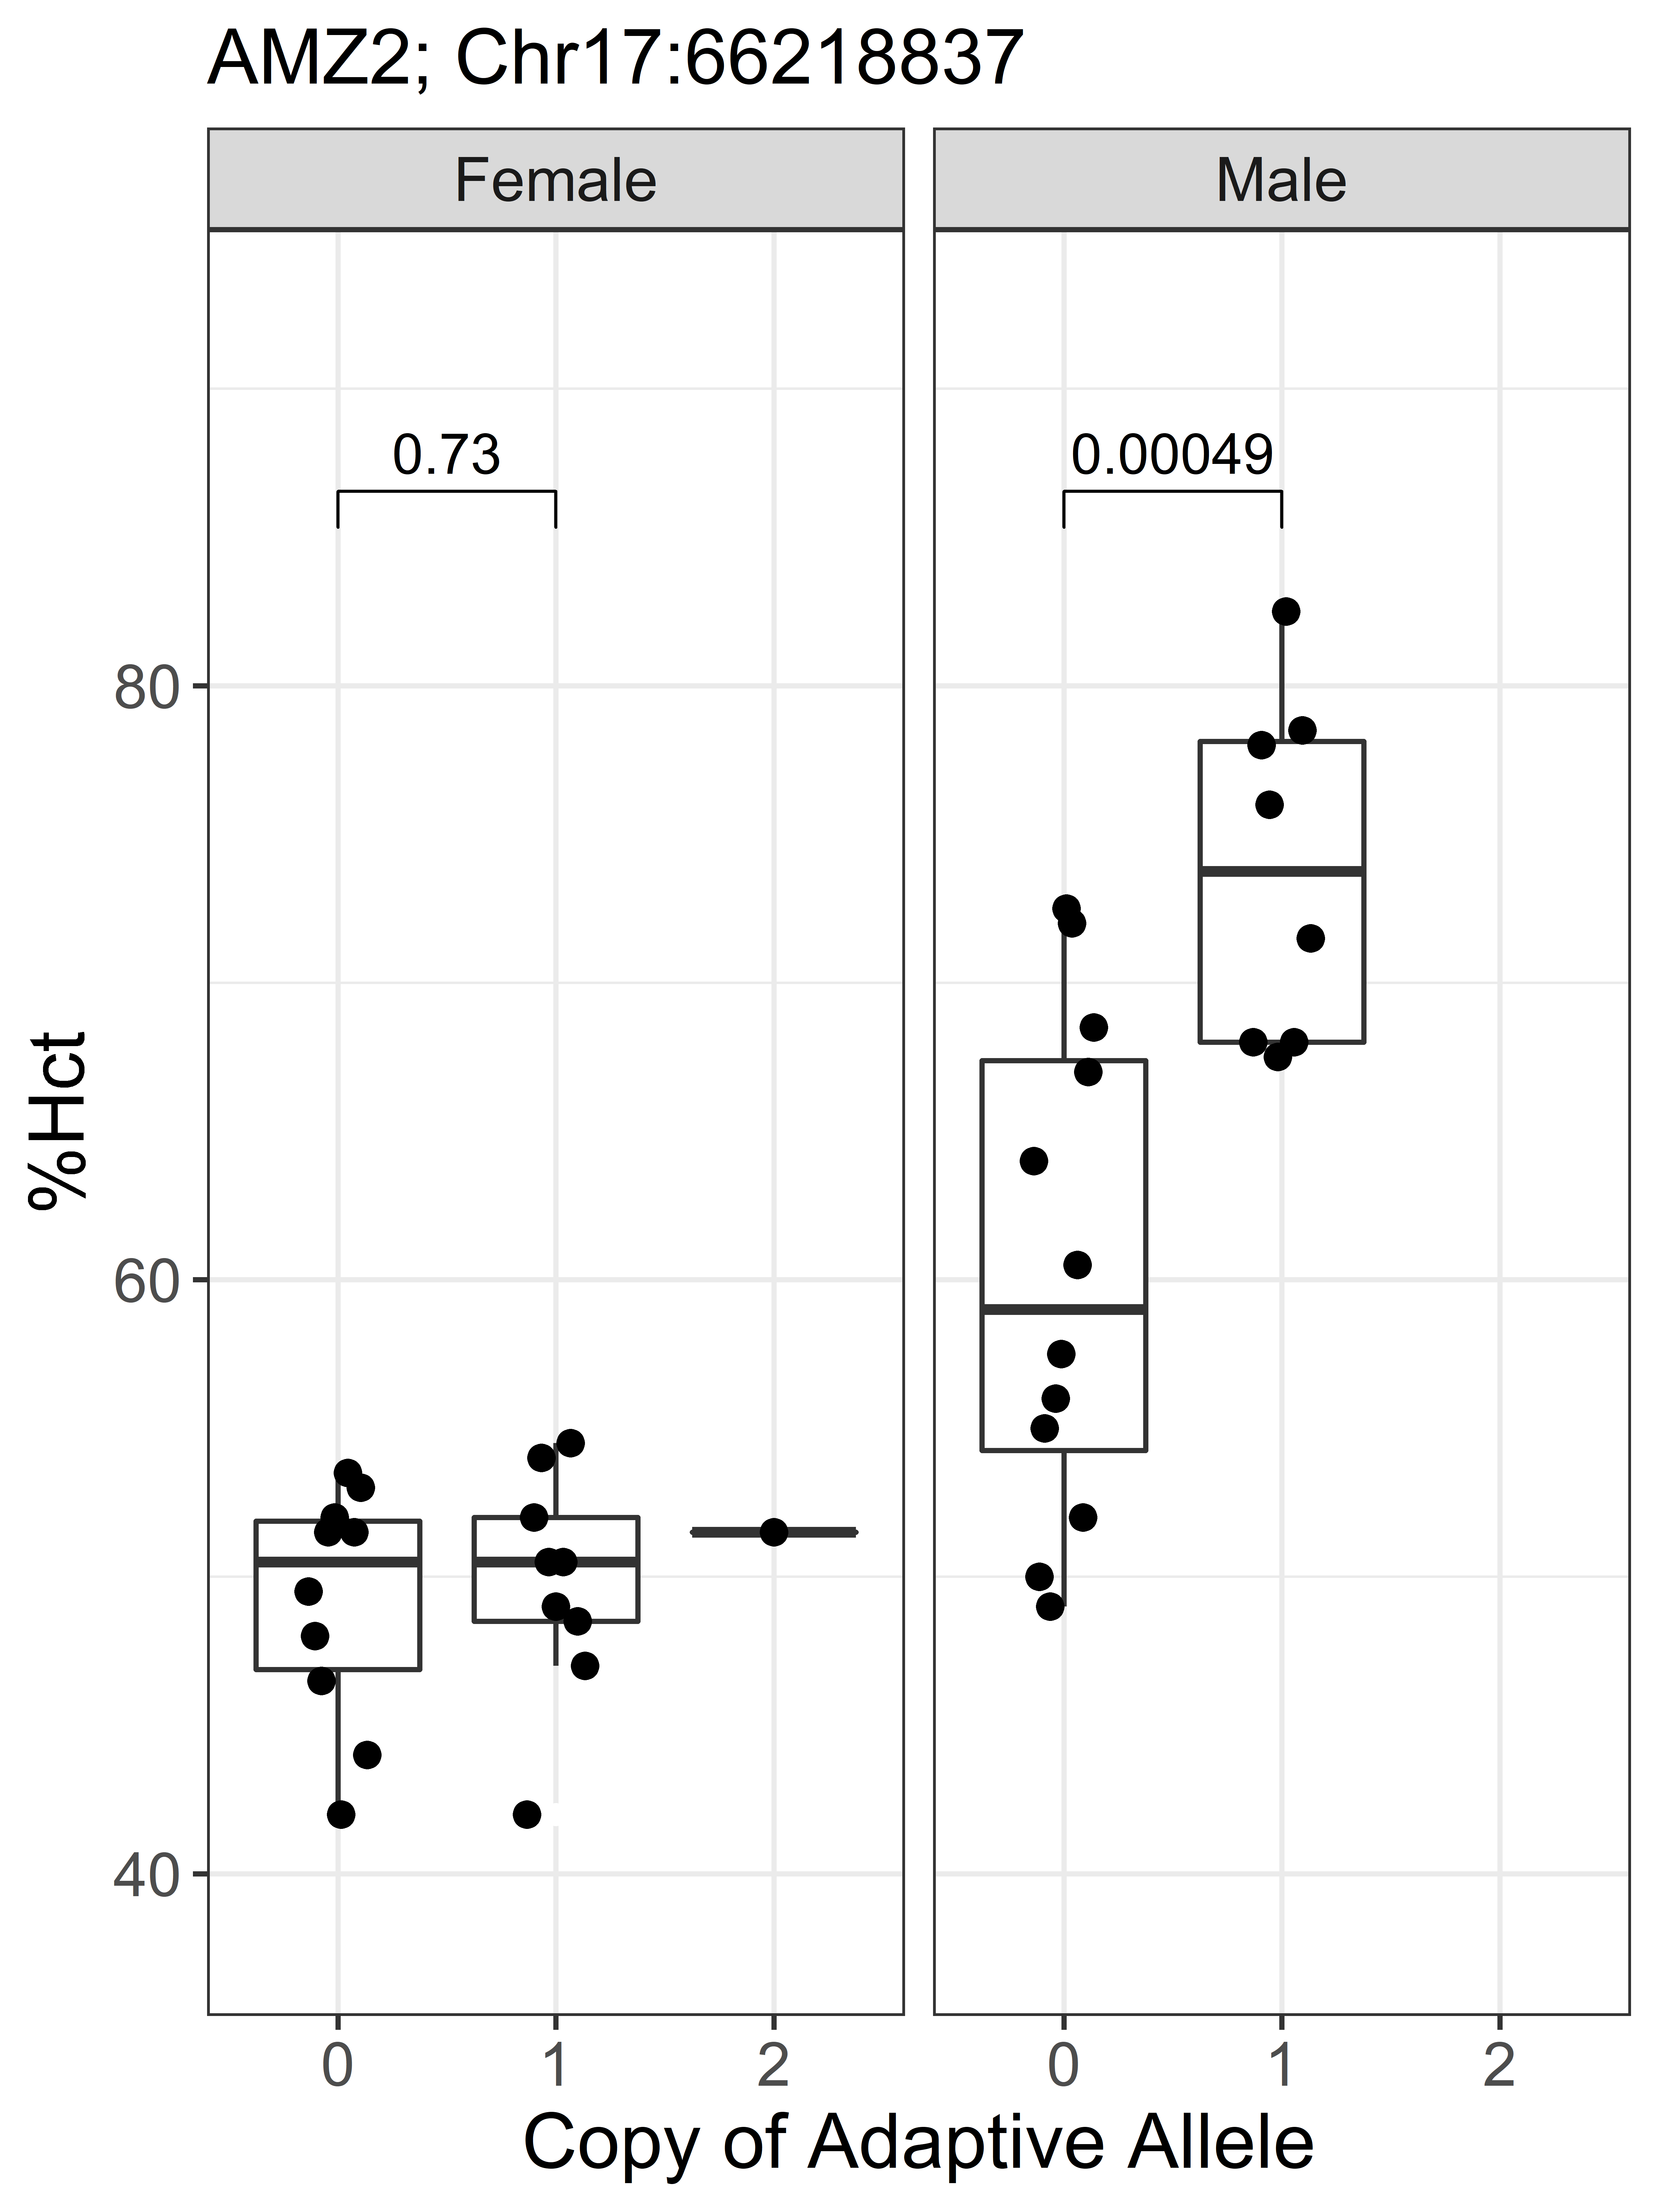 AMZ2; Chr17:66218837
Female
Male
0.73
0.00049
80
60
40
%Hct
0 1 2
0 1 2
Copy of Adaptive Allele